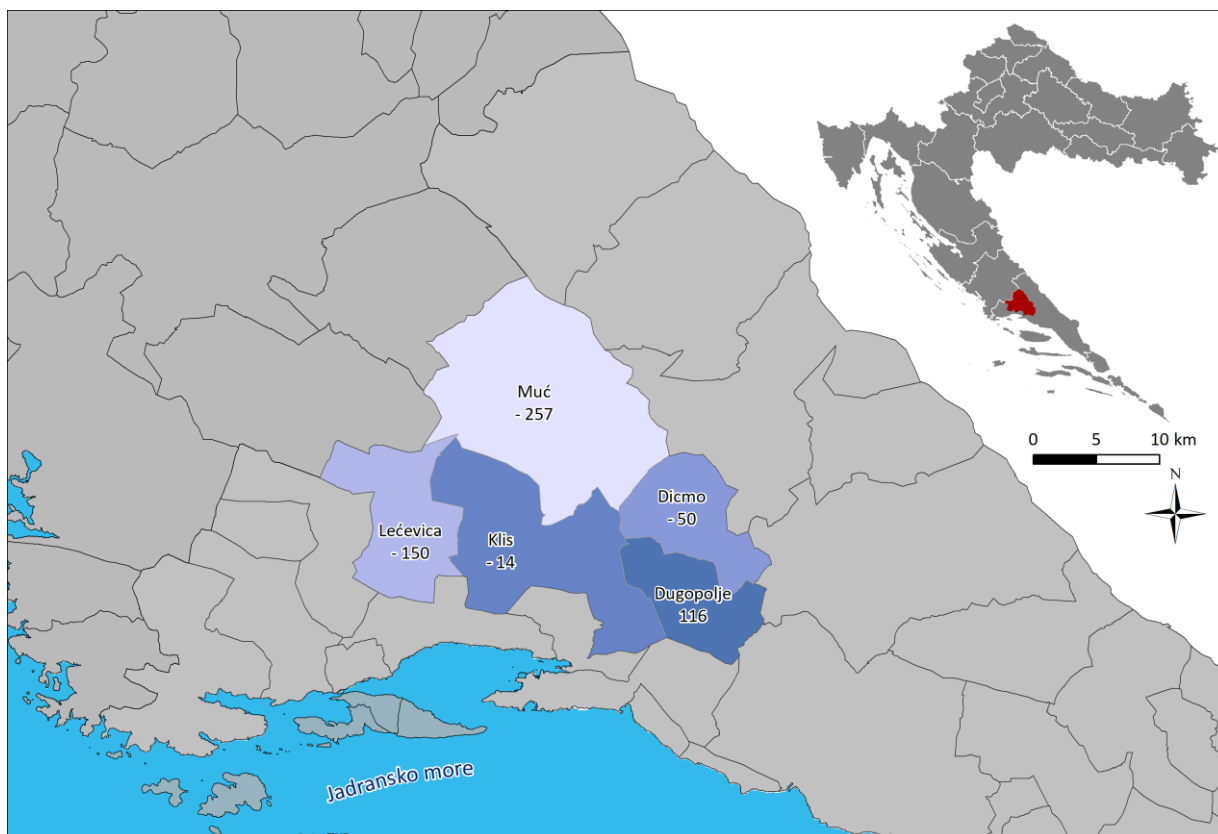 0 5 10 km
N
Muć
- 257
Dicmo
- 50
Lećevica
- 150
Klis
- 14
Dugopolje
116
Jadransko more